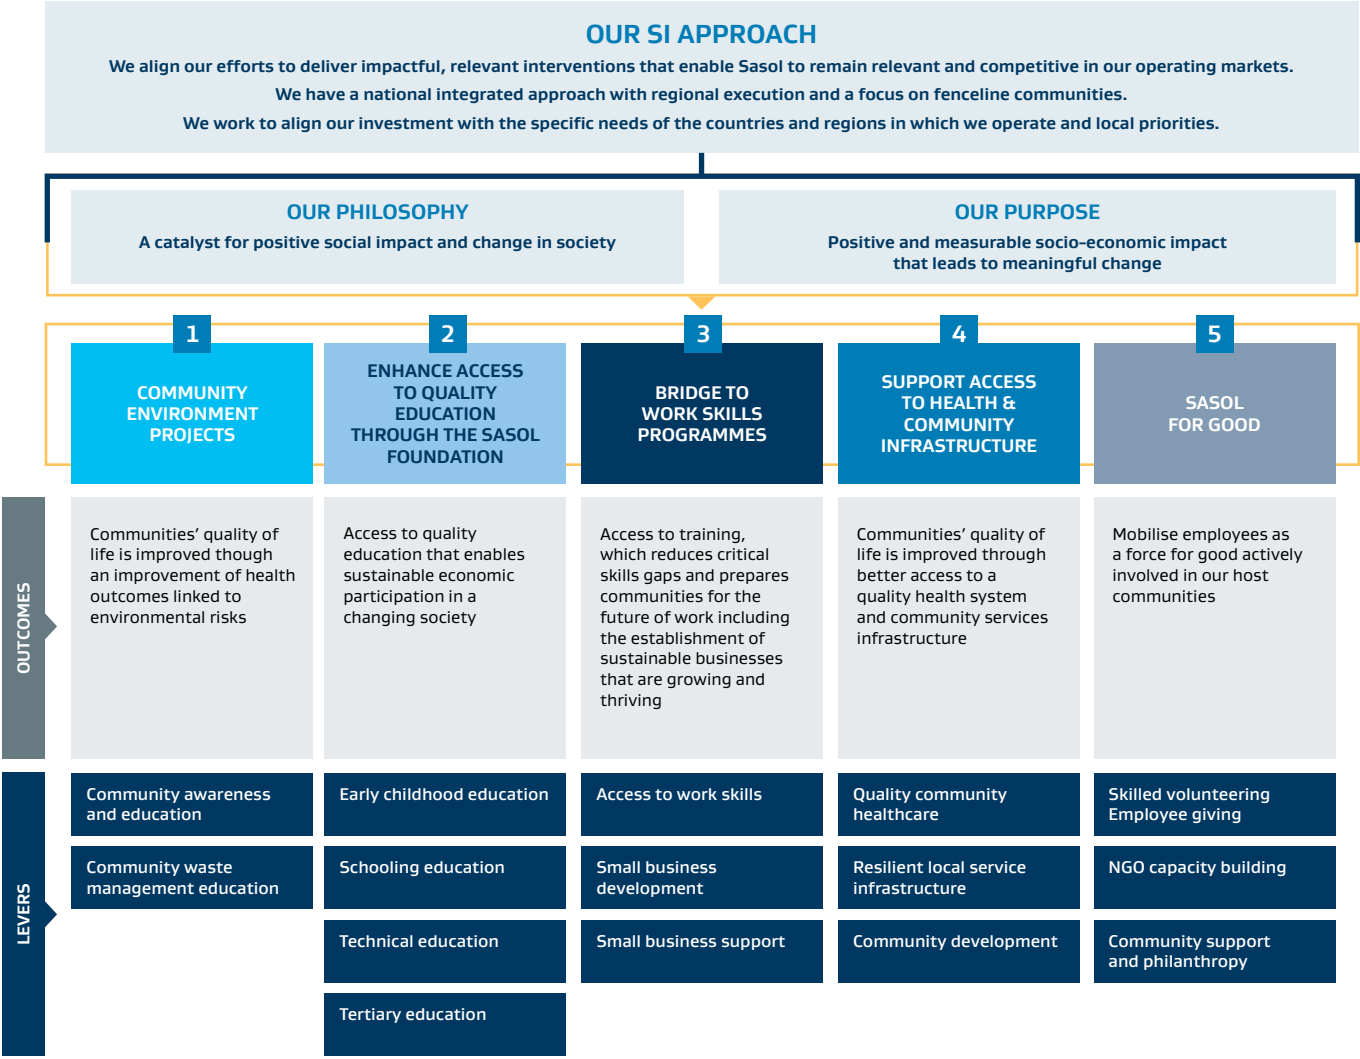 OUR SI APPROACH
We align our efforts to deliver impactful, relevant interventions that enable Sasol to remain relevant and competitive in our operating markets.
We have a national integrated approach with regional execution and a focus on fenceline communities.
We work to align our investment with the specific needs of the countries and regions in which we operate and local priorities.
OUR PHILOSOPHY
A catalyst for positive social impact and change in society
OUR PURPOSE
Positive and measurable socio-economic impact
that leads to meaningful change
1
COMMUNITY
ENVIRONMENT
PROJECTS
2
ENHANCE ACCESS
TO QUALITY
EDUCATION
THROUGH THE SASOL
FOUNDATION
3
BRIDGE TO
WORK SKILLS
PROGRAMMES
4
SUPPORT ACCESS
TO HEALTH &
COMMUNITY
INFRASTRUCTURE
5
SASOL
FOR GOOD
OUTCOMES
Communities' quality of
life is improved though
an improvement of health
outcomes linked to
environmental risks
Access to quality
education that enables
sustainable economic
participation in a
changing society
Access to training,
which reduces critical
skills gaps and prepares
communities for the
future of work including
the establishment of
sustainable businesses
that are growing and
thriving
Communities' quality of
life is improved through
better access to a
quality health system
and community services
infrastructure
Mobilise employees as
a force for good actively
involved in our host
communities
LEVERS
Community awareness
and education
Community waste
management education
Early childhood education
Schooling education
Technical education
Tertiary education
Access to work skills
Small business
development
Small business support
Quality community
healthcare
Resilient local service
infrastructure
Community development
Skilled volunteering
Employee giving
NGO capacity building
Community support
and philanthropy